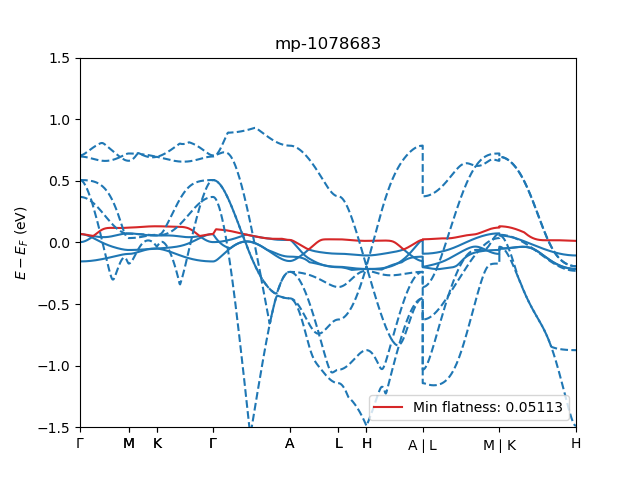 mp-1078683
E − E_F (eV)
1.5
1.0
0.5
0.0
−0.5
−1.0
−1.5
Min flatness: 0.05113
Γ M K Γ A L H A | L M | K H